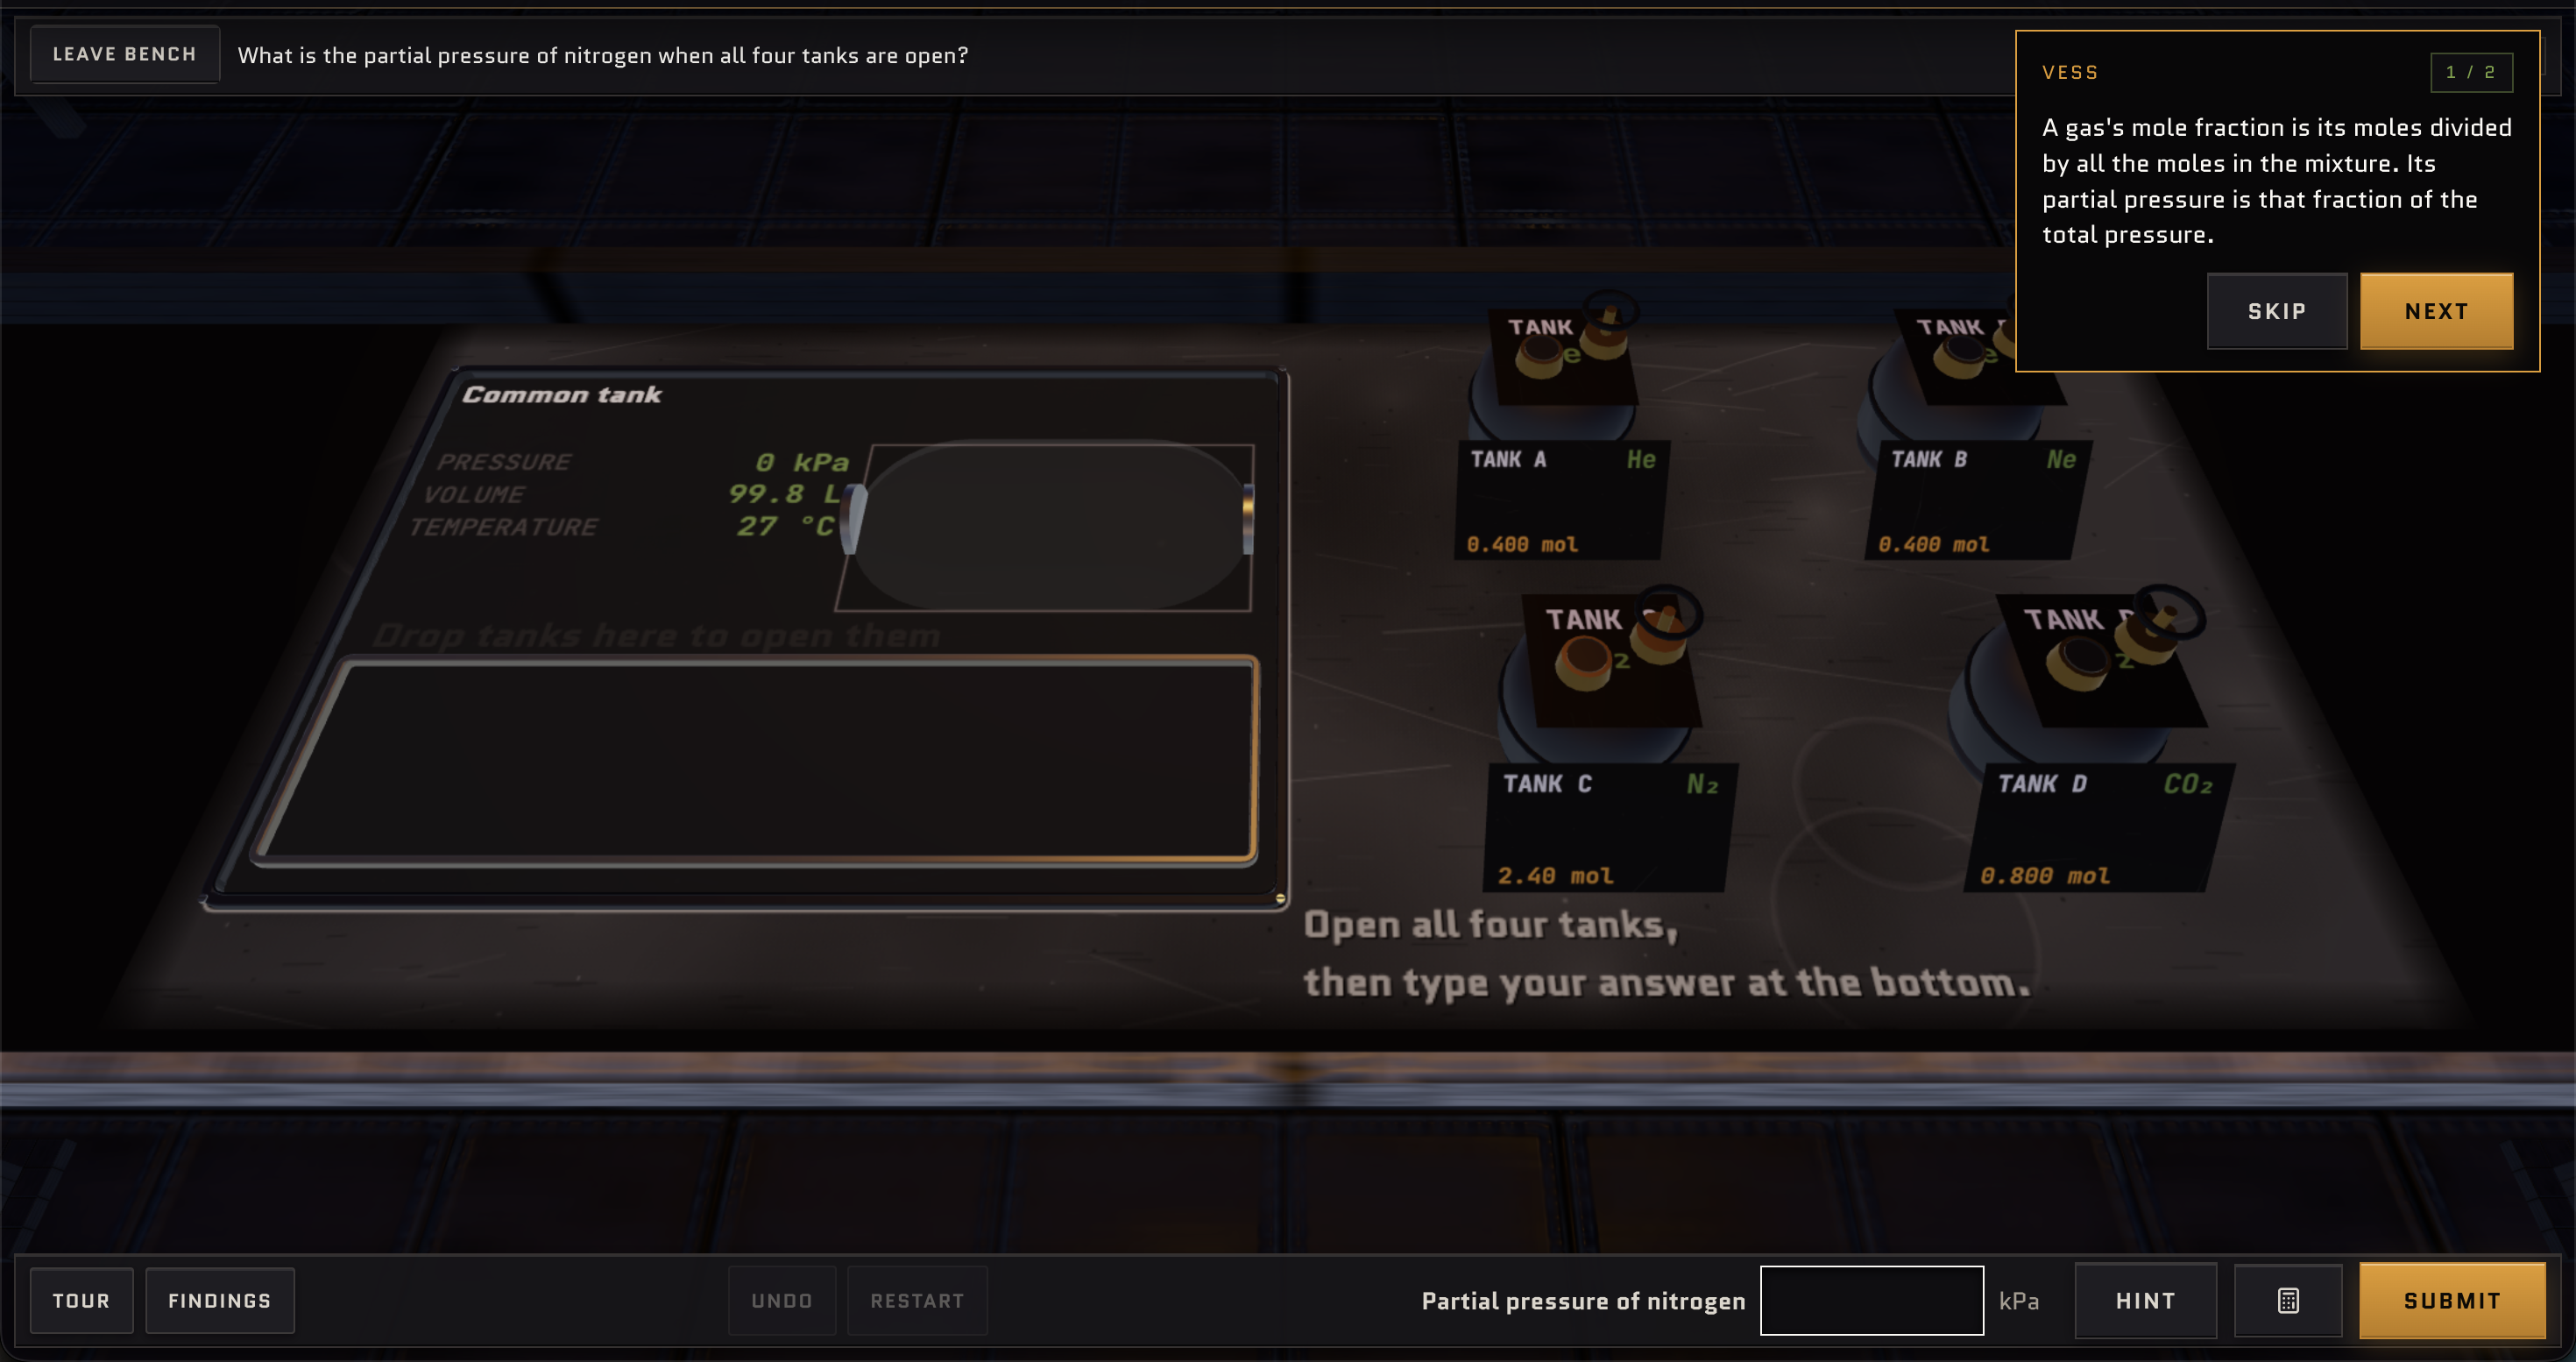 LEAVE BENCH
What is the partial pressure of nitrogen when all four tanks are open?
VESS
1 / 2
A gas's mole fraction is its moles divided
by all the moles in the mixture. Its
partial pressure is that fraction of the
total pressure.
SKIP
NEXT
Common tank
PRESSURE 0 kPa
VOLUME 99.8 L
TEMPERATURE 27 °C
Drop tanks here to open them
TANK
TANK
TANK A He
0.400 mol
TANK B Ne
0.400 mol
TANK
TANK
TANK C N₂
2.40 mol
TANK D CO₂
0.800 mol
Open all four tanks,
then type your answer at the bottom.
TOUR
FINDINGS
UNDO
RESTART
Partial pressure of nitrogen
kPa
HINT
SUBMIT